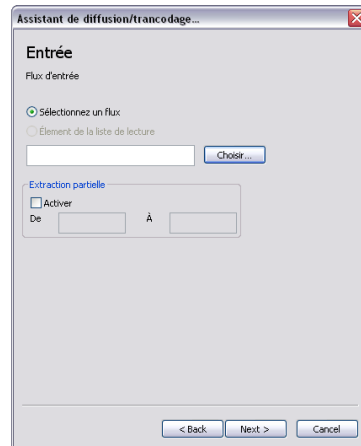 Assistant de diffusion/trancodage...
Entrée
Flux d'entrée
Sélectionnez un flux
Élement de la liste de lecture
Choisir...
Extraction partielle
Activer
De À
< Back Next > Cancel